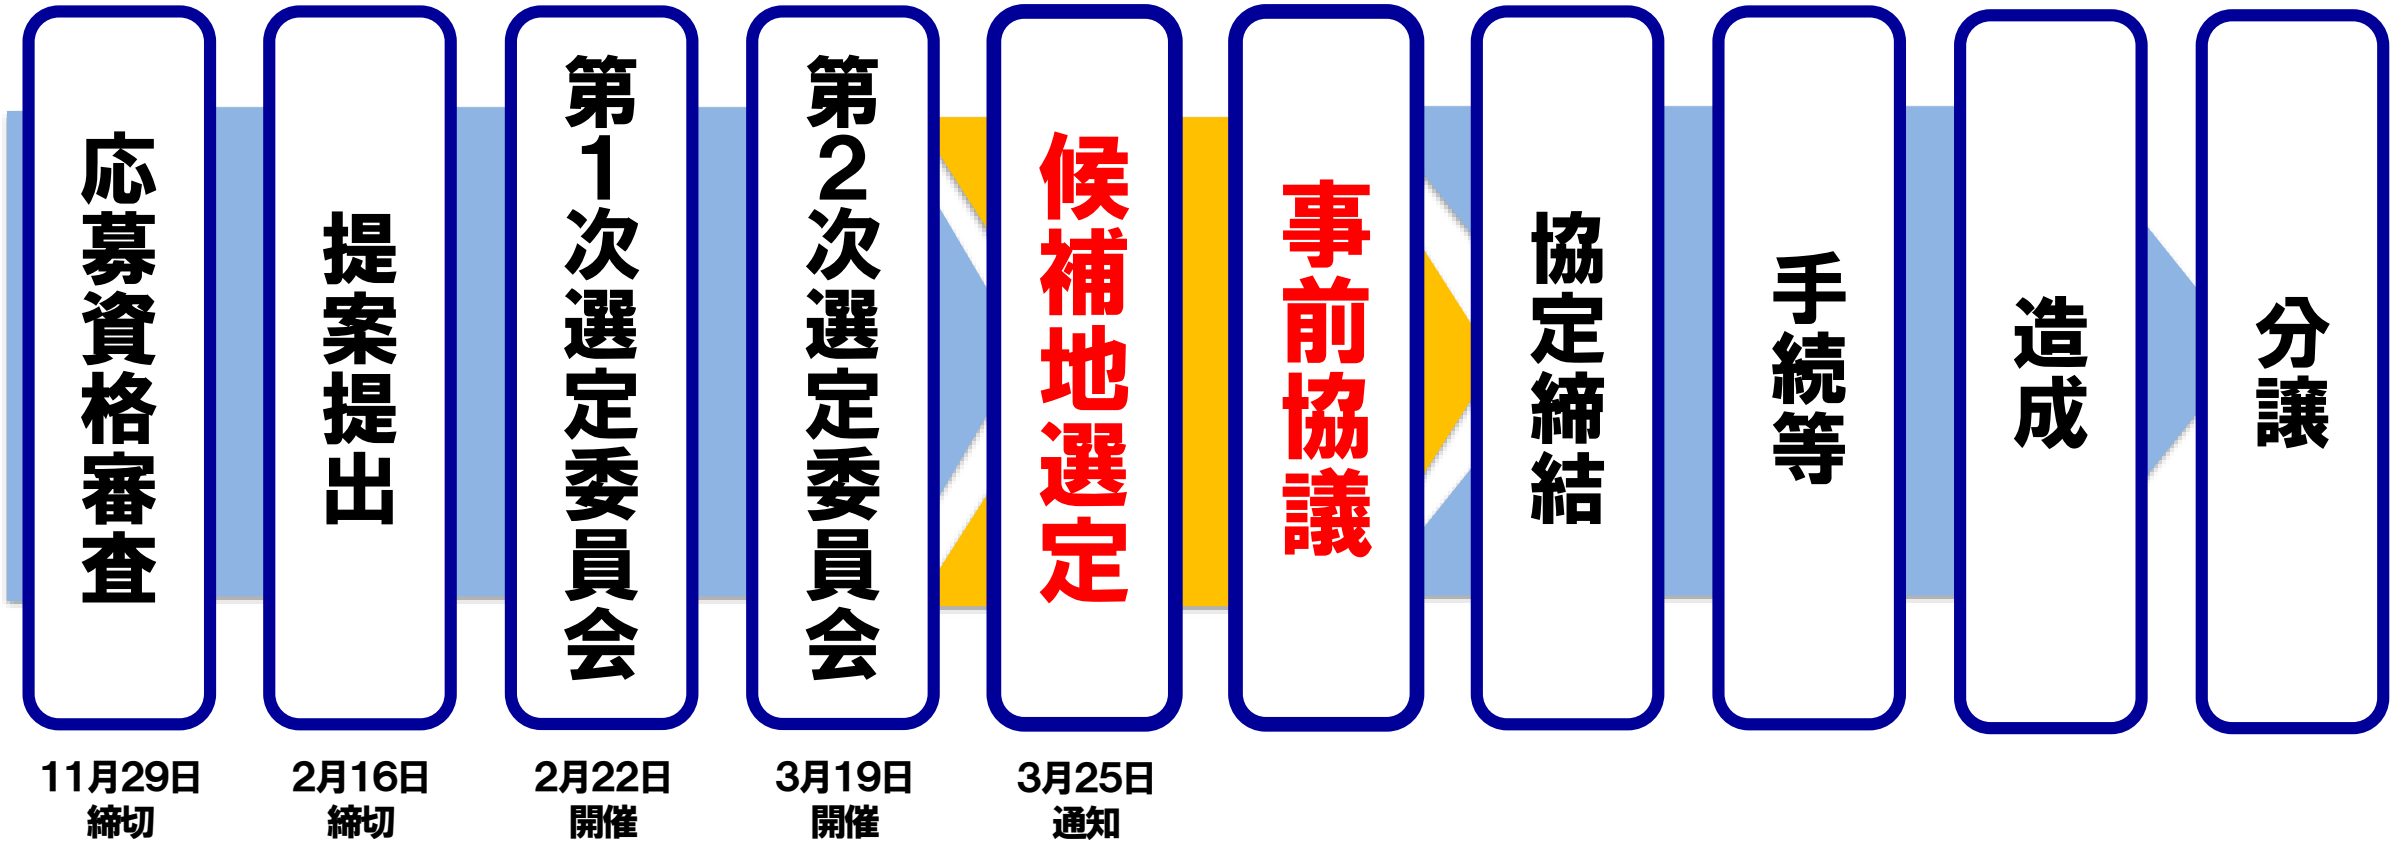 応募資格審査
提案提出
第1次選定委員会
第2次選定委員会
候補地選定
事前協議
協定締結
手続等
造成
分譲
11月29日
締切
2月16日
締切
2月22日
開催
3月19日
開催
3月25日
通知